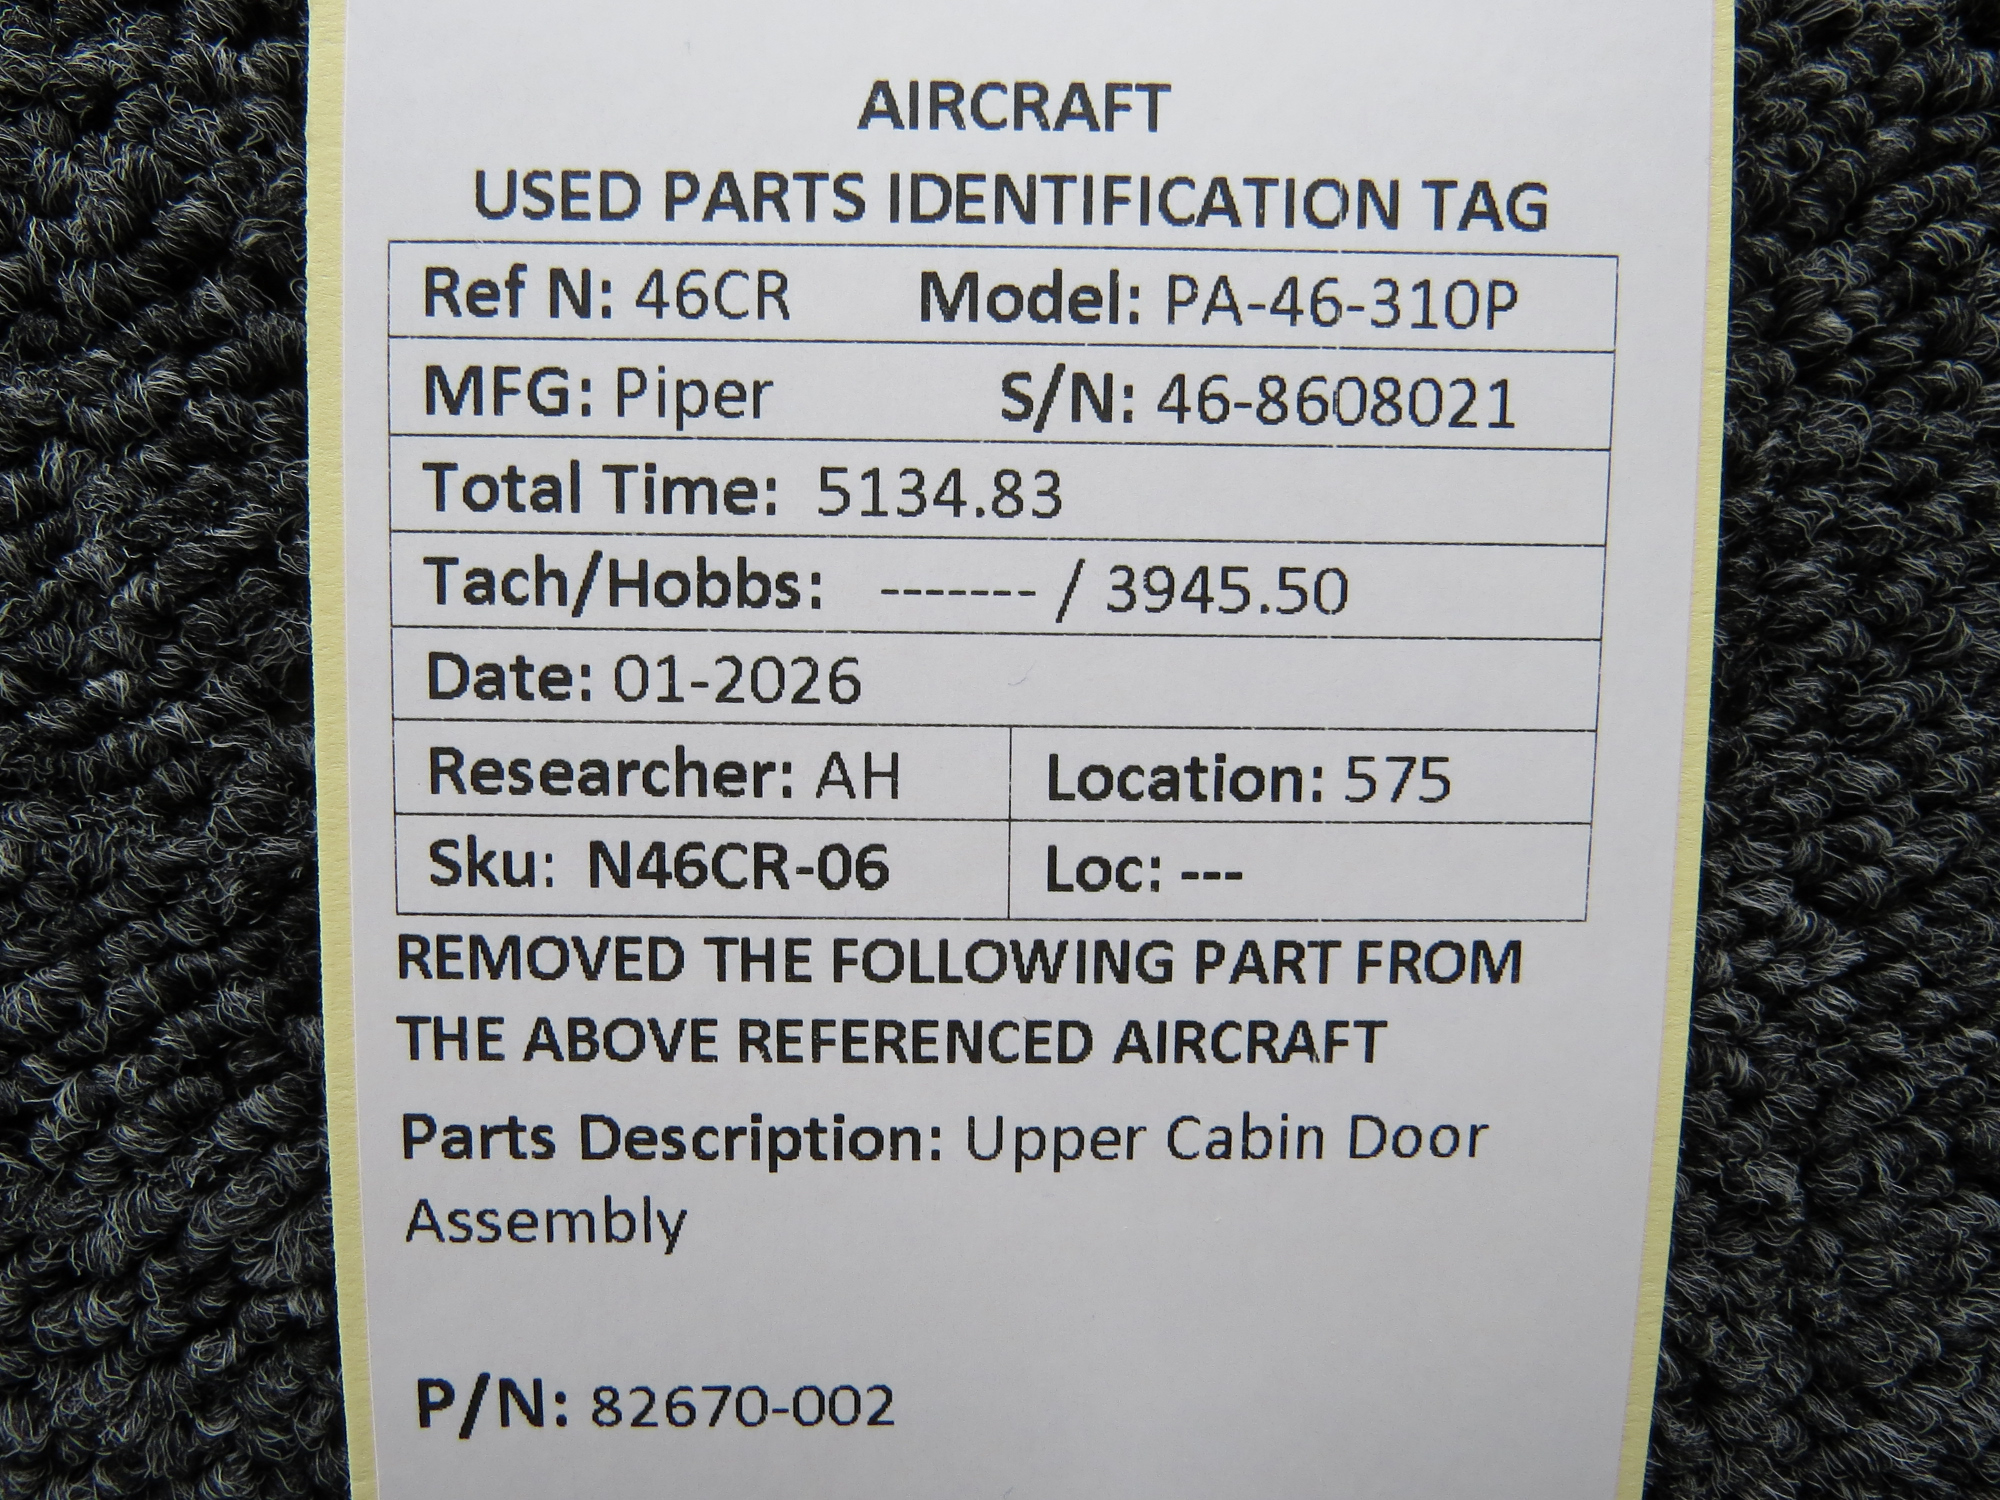 AIRCRAFT
USED PARTS IDENTIFICATION TAG
Ref N: 46CR Model: PA-46-310P
MFG: Piper S/N: 46-8608021
Total Time: 5134.83
Tach/Hobbs: ------- / 3945.50
Date: 01-2026
Researcher: AH Location: 575
Sku: N46CR-06 Loc: ---
REMOVED THE FOLLOWING PART FROM
THE ABOVE REFERENCED AIRCRAFT
Parts Description: Upper Cabin Door
Assembly
P/N: 82670-002